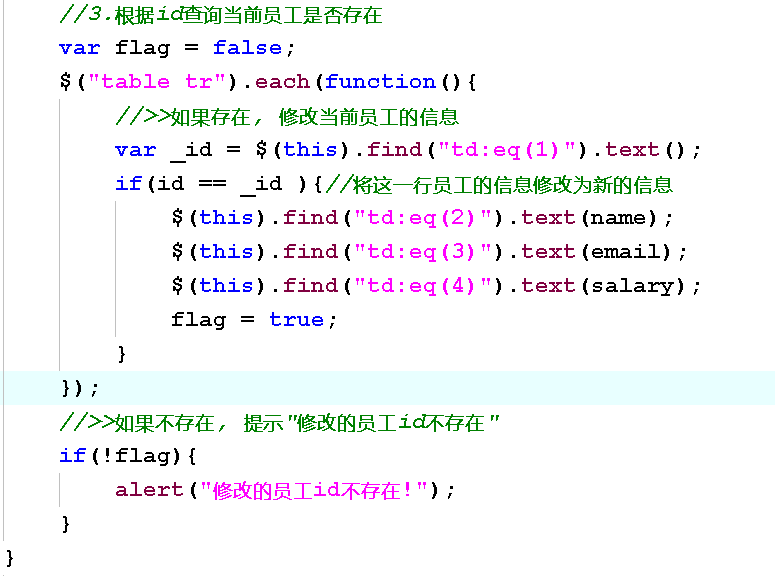 //3.根据id查询当前员工是否存在
var flag = false;
$("table tr").each(function(){
//>>如果存在, 修改当前员工的信息
var _id = $(this).find("td:eq(1)").text();
if(id == _id ){//将这一行员工的信息修改为新的信息
$(this).find("td:eq(2)").text(name);
$(this).find("td:eq(3)").text(email);
$(this).find("td:eq(4)").text(salary);
flag = true;
}
});
//>>如果不存在, 提示"修改的员工id不存在"
if(!flag){
alert("修改的员工id不存在!");
}
}